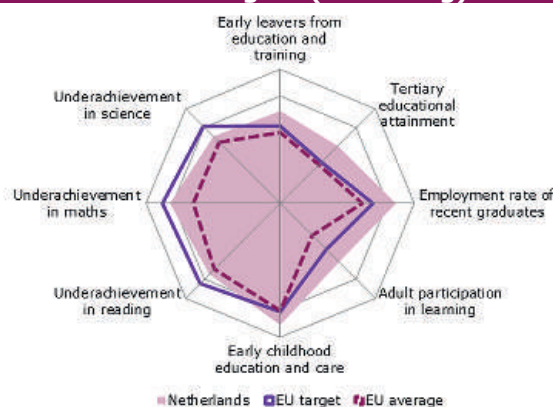 Early leavers from
education and
training
Tertiary
educational
attainment
Employment rate of
recent graduates
Adult participation
in learning
Early childhood
education and care
Underachievement
in reading
Underachievement
in maths
Underachievement
in science
Netherlands EU target EU average